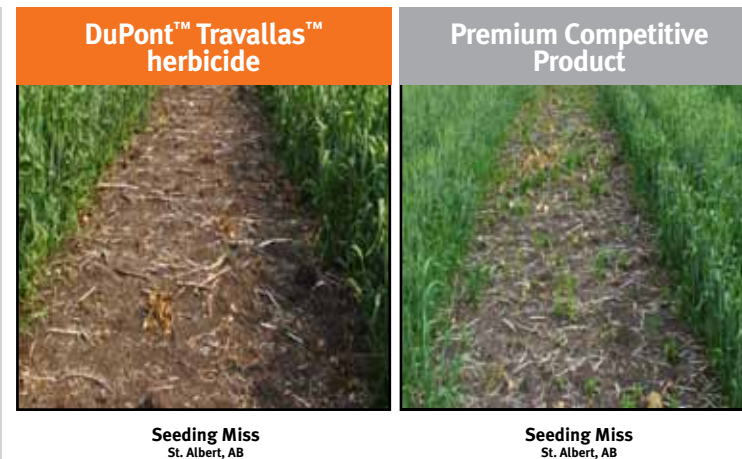 DuPont™ Travallas™
herbicide
Premium Competitive
Product
Seeding Miss
St. Albert, AB
Seeding Miss
St. Albert, AB